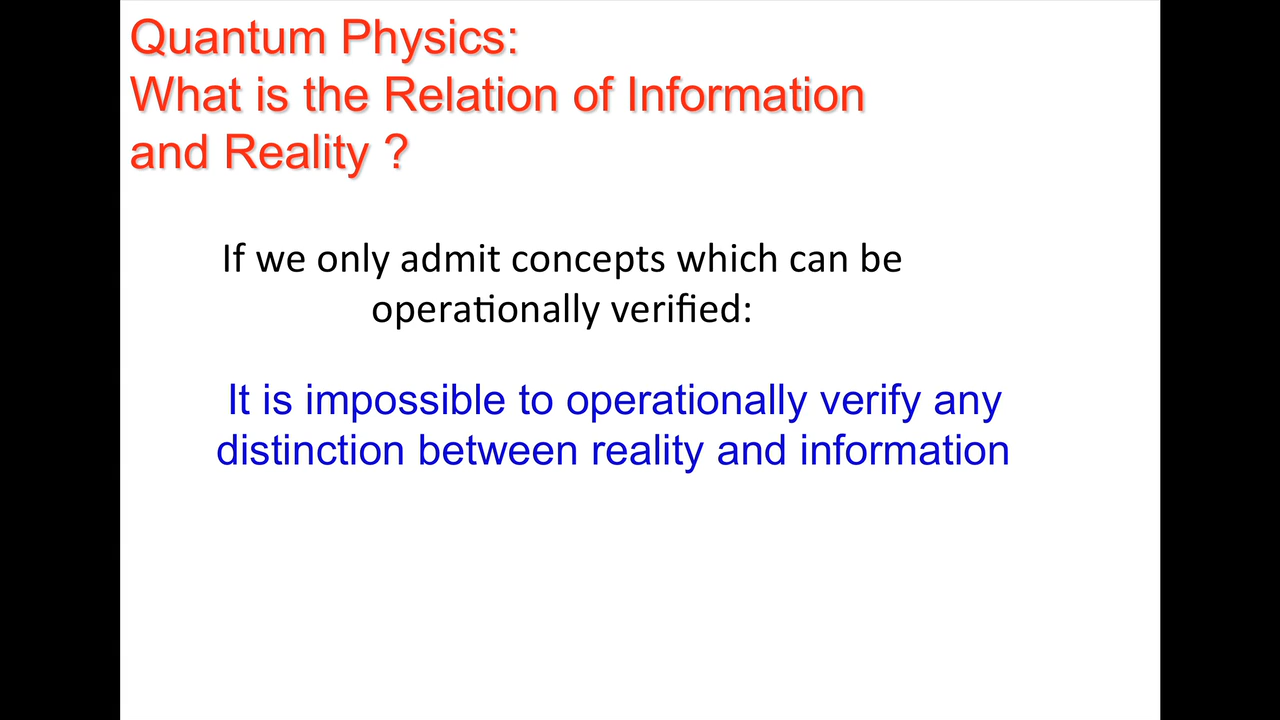 Quantum Physics:
What is the Relation of Information
and Reality ?
If we only admit concepts which can be
operationally verified:
It is impossible to operationally verify any
distinction between reality and information